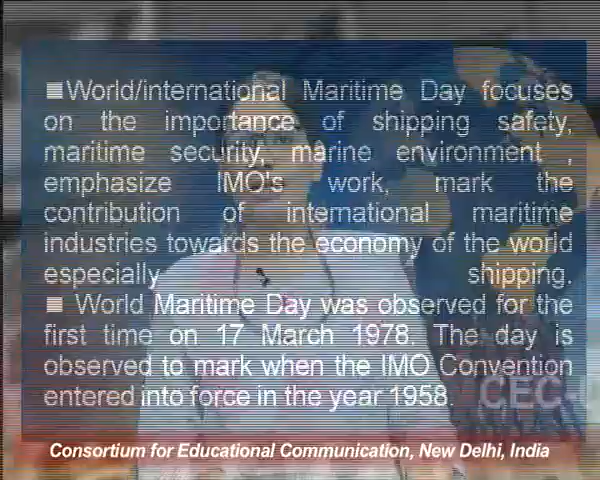 ■World/international Maritime Day focuses
on the importance of shipping safety,
maritime security, marine environment ,
emphasize IMO's work, mark the
contribution of international maritime
industries towards the economy of the world
especially shipping.
■ World Maritime Day was observed for the
first time on 17 March 1978. The day is
observed to mark when the IMO Convention
entered into force in the year 1958.
CEC-
Consortium for Educational Communication, New Delhi, India